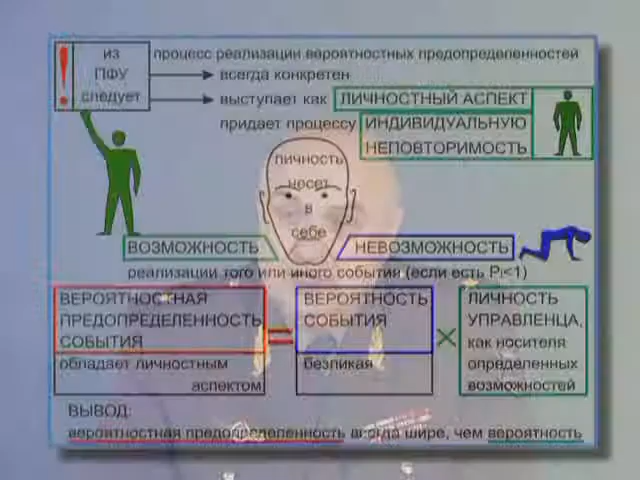 !
из
ПФУ
следует
процесс реализации вероятностных предопределенностей
всегда конкретен
выступает как ЛИЧНОСТНЫЙ АСПЕКТ
придает процессу ИНДИВИДУАЛЬНУЮ
НЕПОВТОРИМОСТЬ
личность
несет
в
себе
ВОЗМОЖНОСТЬ НЕВОЗМОЖНОСТЬ
реализации того или иного события (если есть Pᵢ<1)
ВЕРОЯТНОСТНАЯ
ПРЕДОПРЕДЕЛЕННОСТЬ
СОБЫТИЯ
обладает личностным
аспектом
=
ВЕРОЯТНОСТЬ
СОБЫТИЯ
безликая
×
ЛИЧНОСТЬ
УПРАВЛЕНЦА,
как носителя
определенных
возможностей
ВЫВОД:
вероятностная предопределенность всегда шире, чем вероятность